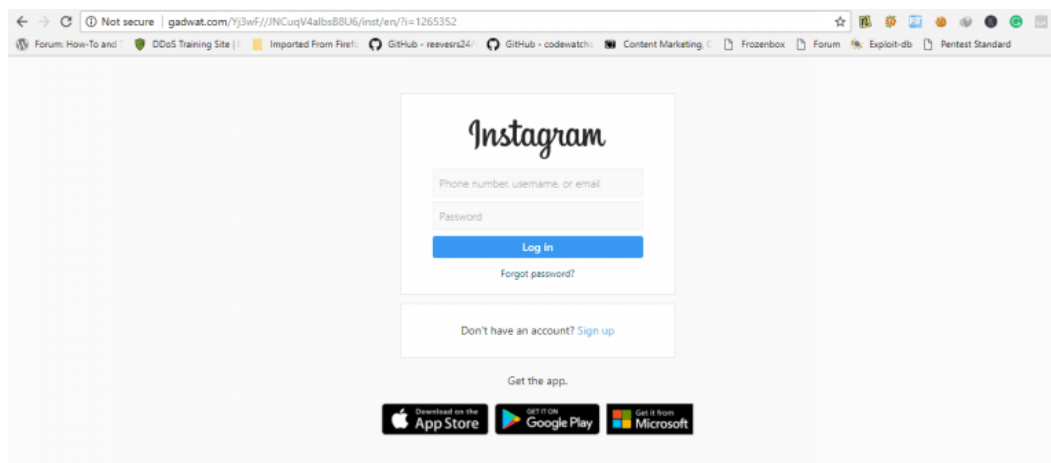 Not secure | gadwat.com/Yj3wF//JNCuqV4albs88U6/inst/en/?i=1265352
Forum: How-To and T DDoS Training Site | Imported From Firefo GitHub - reevesrs24/ GitHub - codewatcho Content Marketing, C Frozenbox Forum Exploit-db Pentest Standard
Instagram
Phone number, username, or email
Password
Log in
Forgot password?
Don't have an account? Sign up
Get the app.
Download on the App Store GET IT ON Google Play Get it from Microsoft